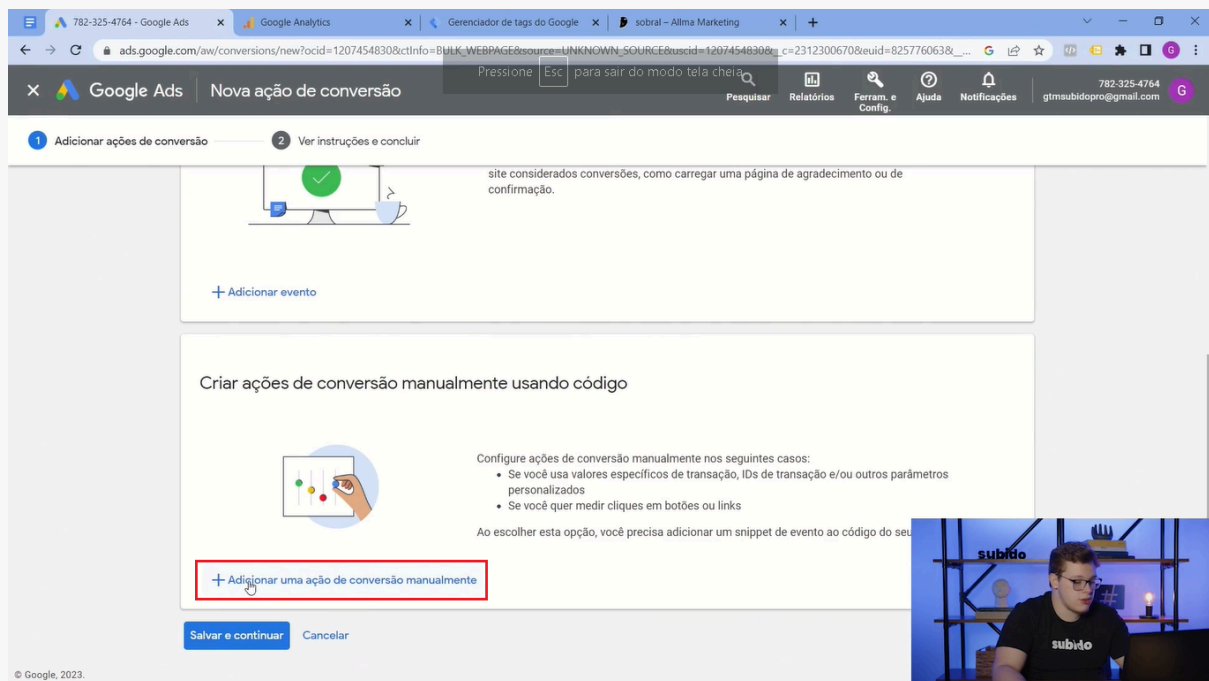 782-325-4764 - Google Ads
Google Analytics
Gerenciador de tags do Google
sobral – Allma Marketing
ads.google.com/aw/conversions/new?ocid=1207454830&ctInfo=BULK_WEBPAGE&source=UNKNOWN_SOURCE&uscid=1207454830&__c=2312300670&euid=825776063&__...
G
G
Pressione Esc para sair do modo tela cheia
Google Ads
Nova ação de conversão
Pesquisar
Relatórios
Ferram. e
Config.
Ajuda
Notificações
782-325-4764
gtmsubidopro@gmail.com
G
1 Adicionar ações de conversão
2 Ver instruções e concluir
site considerados conversões, como carregar uma página de agradecimento ou de
confirmação.
+ Adicionar evento
Criar ações de conversão manualmente usando código
Configure ações de conversão manualmente nos seguintes casos:
• Se você usa valores específicos de transação, IDs de transação e/ou outros parâmetros
personalizados
• Se você quer medir cliques em botões ou links
Ao escolher esta opção, você precisa adicionar um snippet de evento ao código do seu
+ Adicionar uma ação de conversão manualmente
Salvar e continuar
Cancelar
© Google, 2023.
subido
#
subido